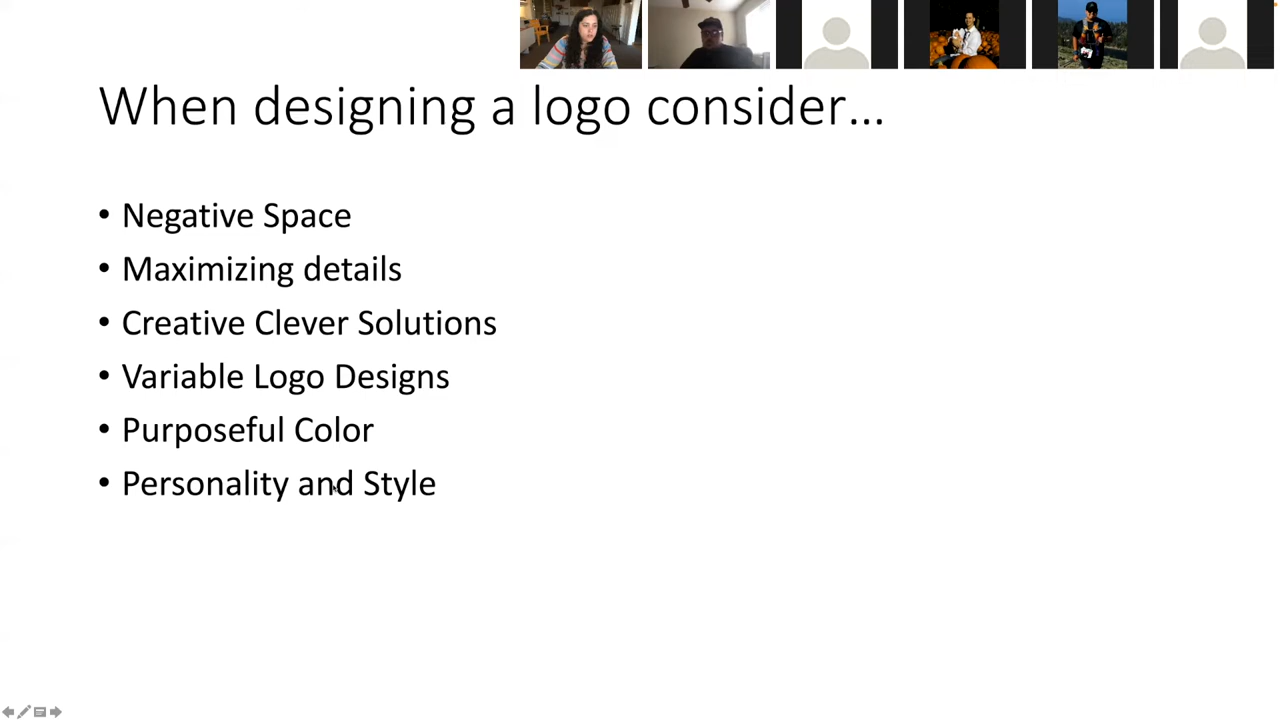 When designing a logo consider…
• Negative Space
• Maximizing details
• Creative Clever Solutions
• Variable Logo Designs
• Purposeful Color
• Personality and Style